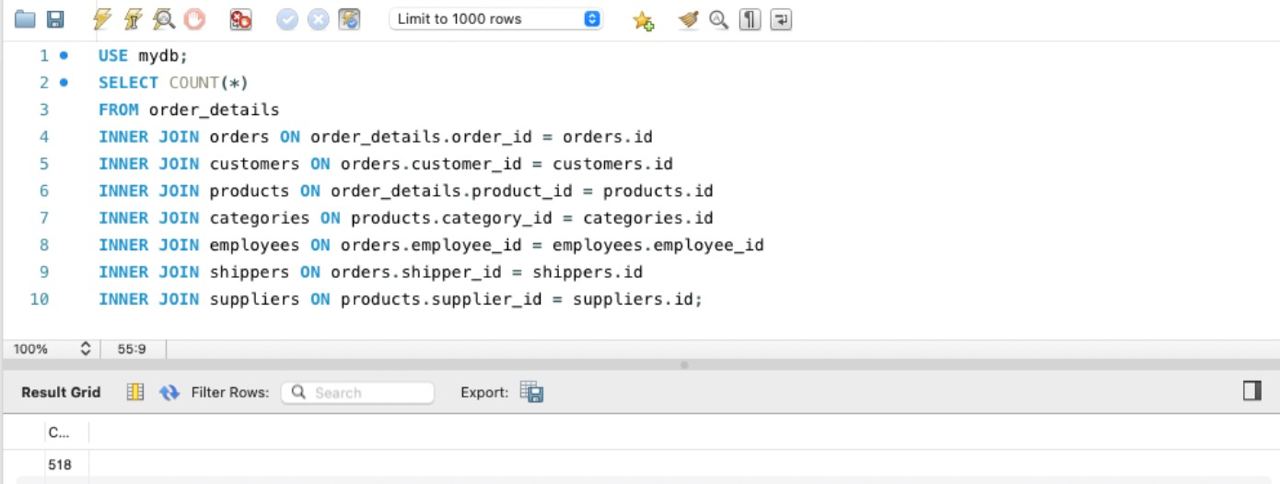 Limit to 1000 rows
1 USE mydb;
2 SELECT COUNT(*)
3 FROM order_details
4 INNER JOIN orders ON order_details.order_id = orders.id
5 INNER JOIN customers ON orders.customer_id = customers.id
6 INNER JOIN products ON order_details.product_id = products.id
7 INNER JOIN categories ON products.category_id = categories.id
8 INNER JOIN employees ON orders.employee_id = employees.employee_id
9 INNER JOIN shippers ON orders.shipper_id = shippers.id
10 INNER JOIN suppliers ON products.supplier_id = suppliers.id;
100% 55:9
Result Grid Filter Rows: Search Export:
C...
518